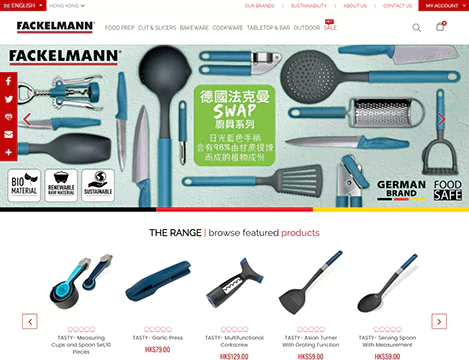 ENGLISH
HONG KONG
OUR BRANDS | SUSTAINABILITY | ABOUT US | CONTACT US
MY ACCOUNT
FACKELMANN
FOOD PREP CUT & SLICERS BAKEWARE COOKWARE TABLETOP & BAR OUTDOOR SALE
HOT
0
FACKELMANN®
德國法克曼
SWAP
廚具系列
日光藍色手柄
含有98%由甘蔗提煉
而成的植物成份
BIO
MATERIAL
RENEWABLE
RAW MATERIAL
SUSTAINABLE
GERMAN
BRAND
FOOD
SAFE
THE RANGE | browse featured products
TASTY- Measuring
Cups and Spoon Set,10
Pieces
TASTY- Garlic Press
HK$79.00
TASTY- Multifunctional
Corkscrew
HK$129.00
TASTY- Asian Turner
With Grating Function
HK$59.00
TASTY- Serving Spoon
With Measurement
HK$59.00